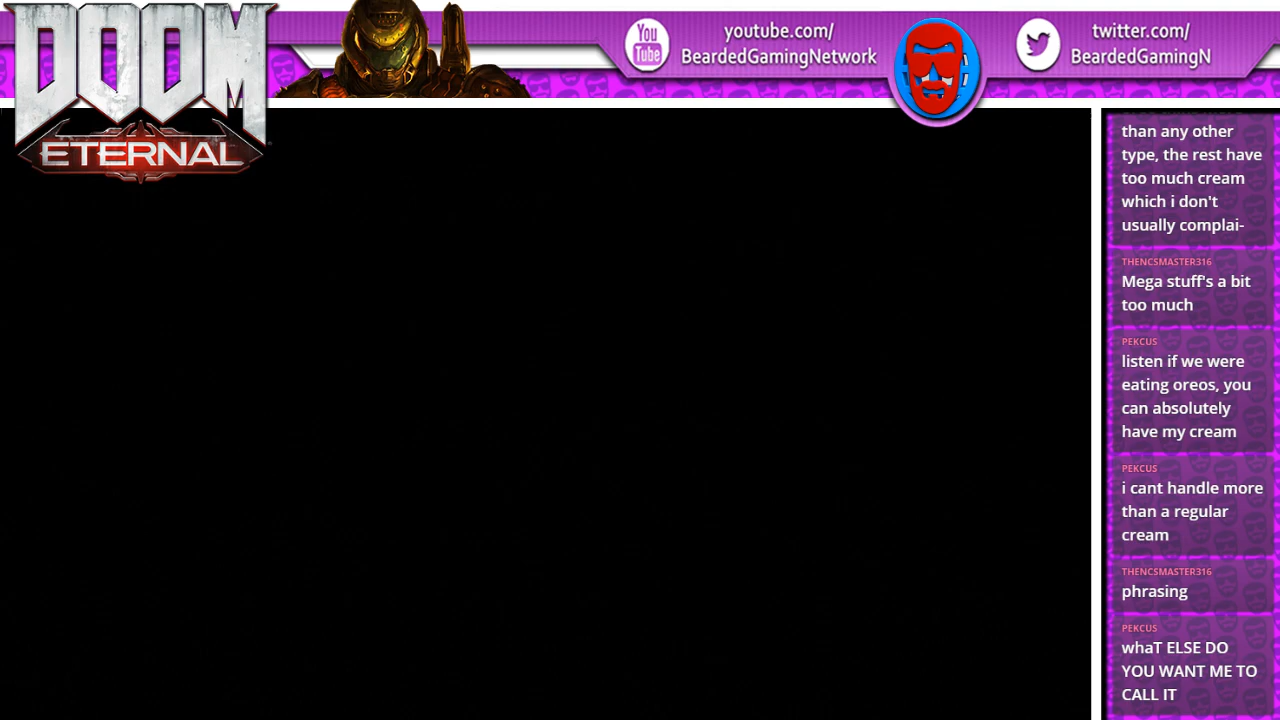 DOOM
ETERNAL
You
Tube
youtube.com/
BeardedGamingNetwork
twitter.com/
BeardedGamingN
than any other
type, the rest have
too much cream
which i don't
usually complai-
THENCSMASTER316
Mega stuff's a bit
too much
PEKCUS
listen if we were
eating oreos, you
can absolutely
have my cream
PEKCUS
i cant handle more
than a regular
cream
THENCSMASTER316
phrasing
PEKCUS
whaT ELSE DO
YOU WANT ME TO
CALL IT